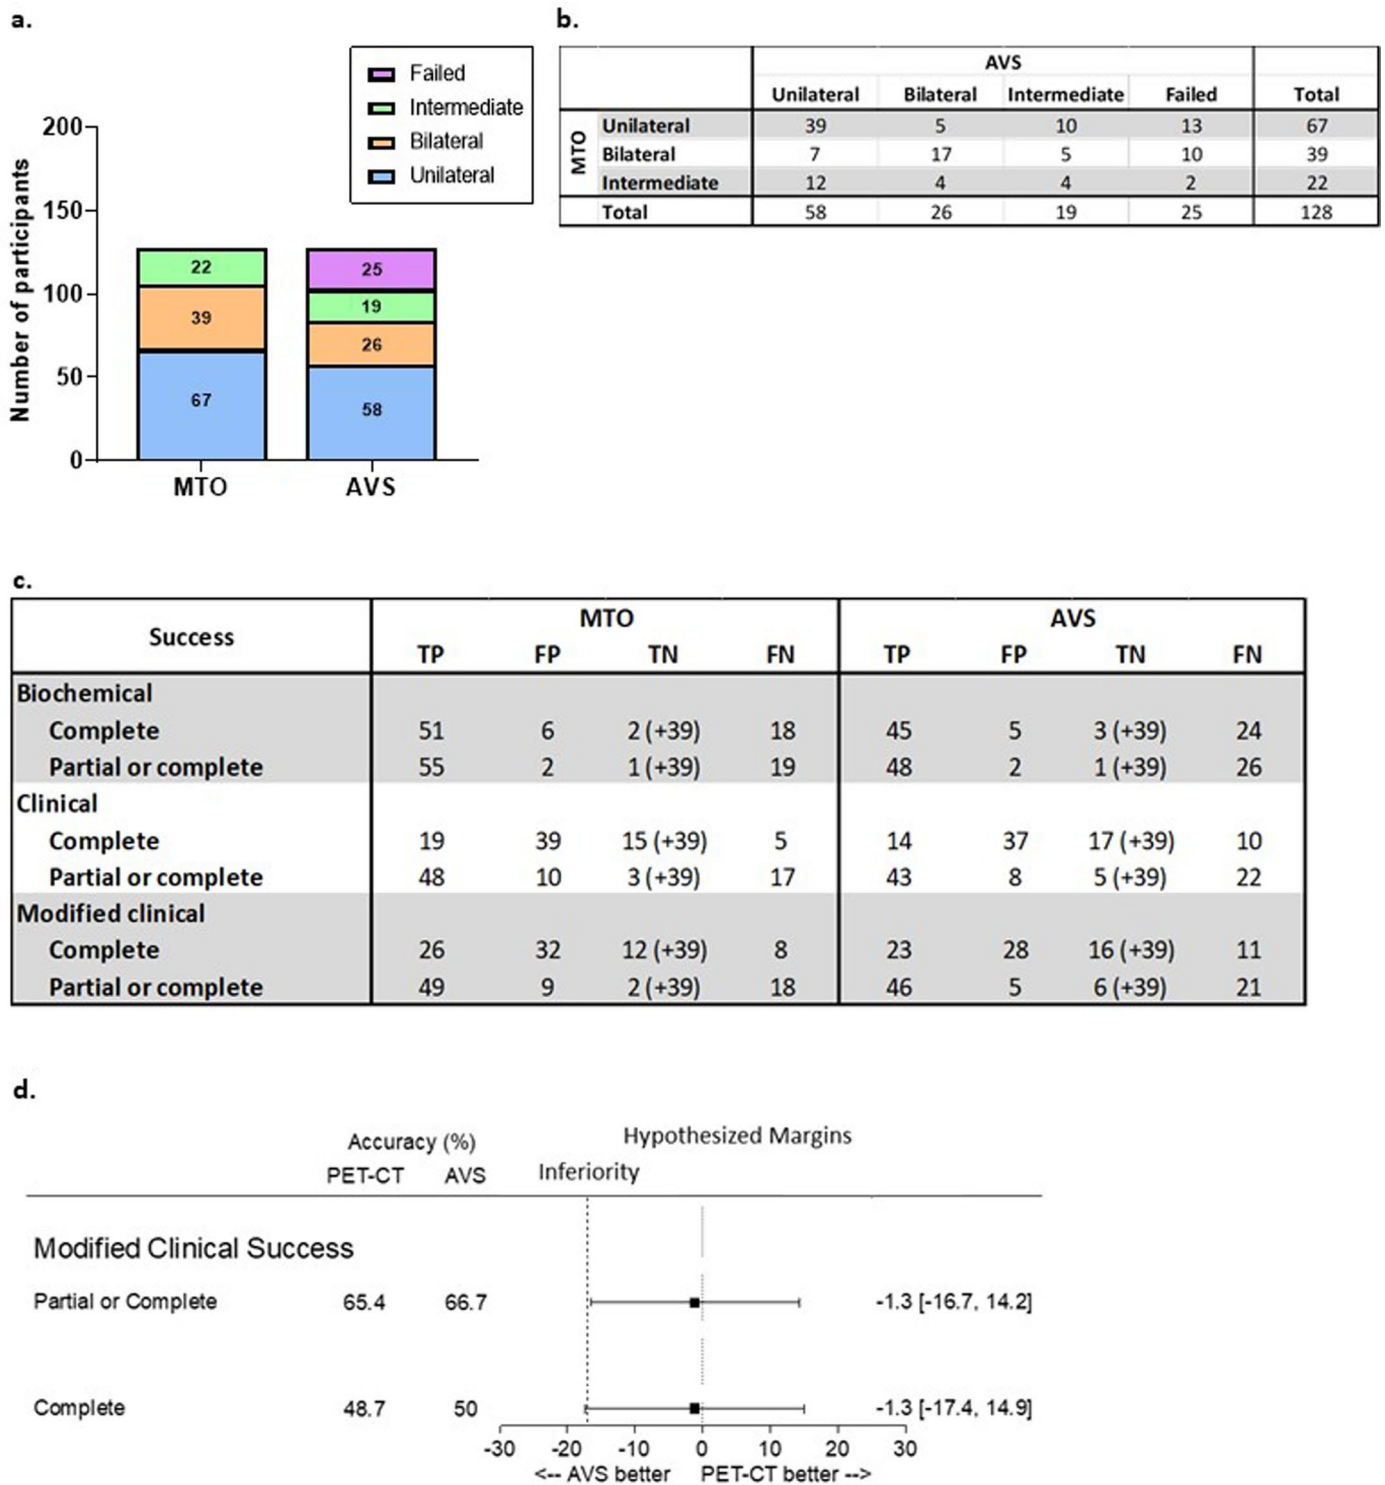 a.
Failed
Intermediate
Bilateral
Unilateral
Number of participants
200
150
100
50
0
22
39
67
25
19
26
58
MTO AVS
b.
AVS
Unilateral Bilateral Intermediate Failed Total
MTO
Unilateral 39 5 10 13 67
Bilateral 7 17 5 10 39
Intermediate 12 4 4 2 22
Total 58 26 19 25 128
c.
Success MTO AVS
TP FP TN FN TP FP TN FN
Biochemical
Complete 51 6 2 (+39) 18 45 5 3 (+39) 24
Partial or complete 55 2 1 (+39) 19 48 2 1 (+39) 26
Clinical
Complete 19 39 15 (+39) 5 14 37 17 (+39) 10
Partial or complete 48 10 3 (+39) 17 43 8 5 (+39) 22
Modified clinical
Complete 26 32 12 (+39) 8 23 28 16 (+39) 11
Partial or complete 49 9 2 (+39) 18 46 5 6 (+39) 21
d.
Accuracy (%) Hypothesized Margins
PET-CT AVS Inferiority
Modified Clinical Success
Partial or Complete 65.4 66.7 -1.3 [-16.7, 14.2]
Complete 48.7 50 -1.3 [-17.4, 14.9]
-30 -20 -10 0 10 20 30
<-- AVS better PET-CT better -->